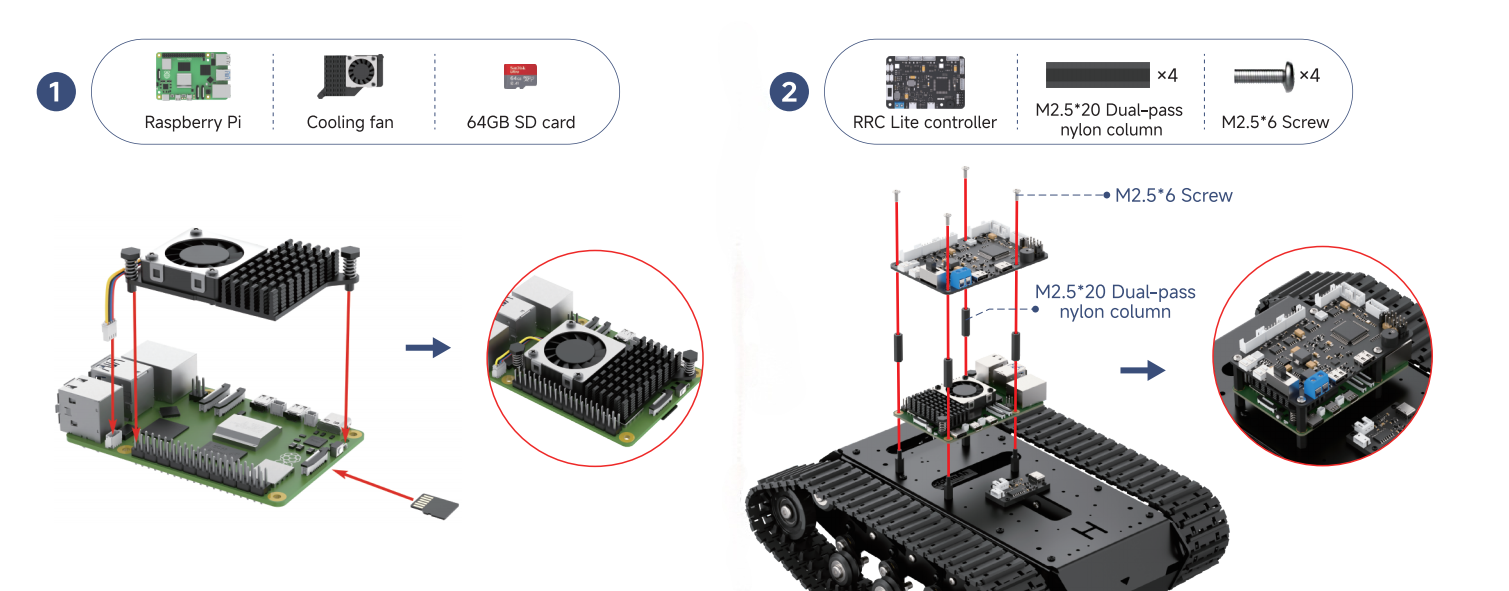 1
Raspberry Pi
Cooling fan
64GB SD card
2
RRC Lite controller
×4
M2.5*20 Dual-pass
nylon column
×4
M2.5*6 Screw
M2.5*6 Screw
M2.5*20 Dual-pass
nylon column
H